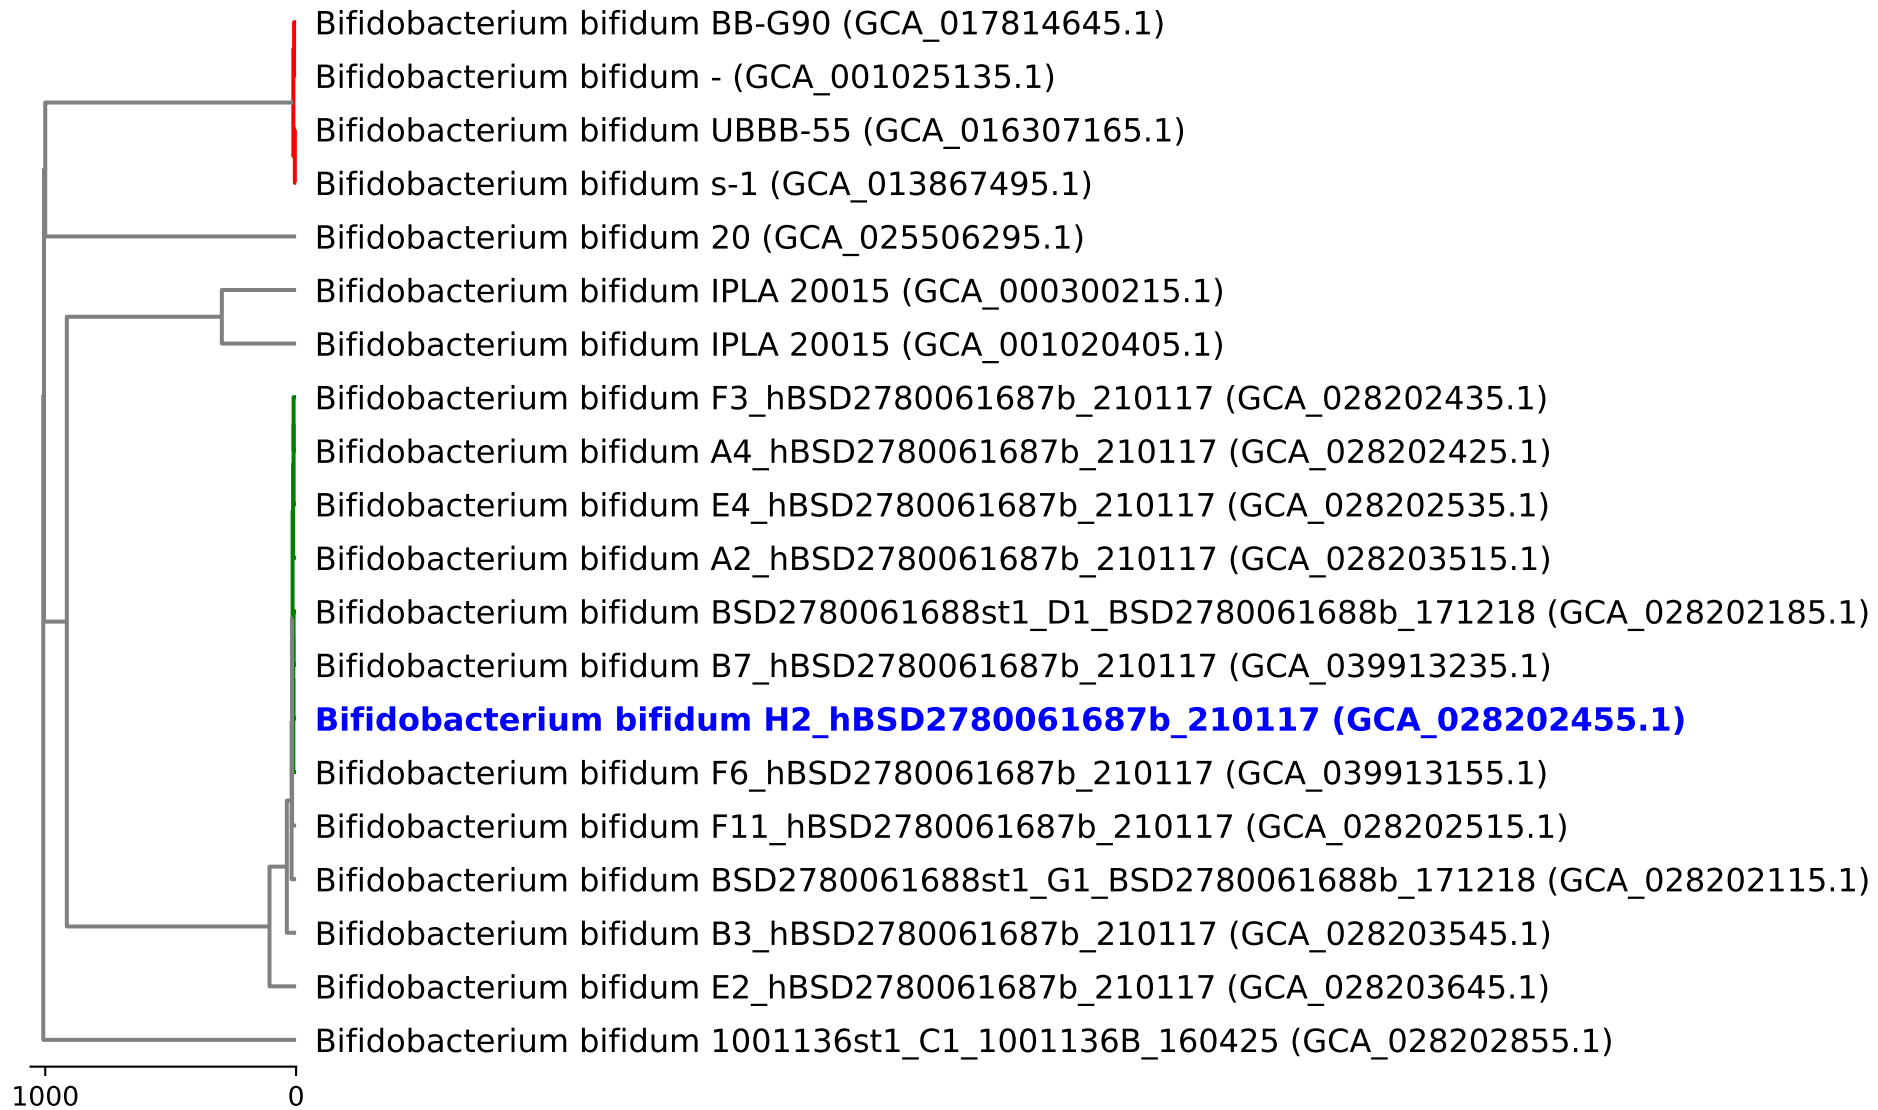 Bifidobacterium bifidum BB-G90 (GCA_017814645.1)
Bifidobacterium bifidum - (GCA_001025135.1)
Bifidobacterium bifidum UBBB-55 (GCA_016307165.1)
Bifidobacterium bifidum s-1 (GCA_013867495.1)
Bifidobacterium bifidum 20 (GCA_025506295.1)
Bifidobacterium bifidum IPLA 20015 (GCA_000300215.1)
Bifidobacterium bifidum IPLA 20015 (GCA_001020405.1)
Bifidobacterium bifidum F3_hBSD2780061687b_210117 (GCA_028202435.1)
Bifidobacterium bifidum A4_hBSD2780061687b_210117 (GCA_028202425.1)
Bifidobacterium bifidum E4_hBSD2780061687b_210117 (GCA_028202535.1)
Bifidobacterium bifidum A2_hBSD2780061687b_210117 (GCA_028203515.1)
Bifidobacterium bifidum BSD2780061688st1_D1_BSD2780061688b_171218 (GCA_028202185.1)
Bifidobacterium bifidum B7_hBSD2780061687b_210117 (GCA_039913235.1)
Bifidobacterium bifidum H2_hBSD2780061687b_210117 (GCA_028202455.1)
Bifidobacterium bifidum F6_hBSD2780061687b_210117 (GCA_039913155.1)
Bifidobacterium bifidum F11_hBSD2780061687b_210117 (GCA_028202515.1)
Bifidobacterium bifidum BSD2780061688st1_G1_BSD2780061688b_171218 (GCA_028202115.1)
Bifidobacterium bifidum B3_hBSD2780061687b_210117 (GCA_028203545.1)
Bifidobacterium bifidum E2_hBSD2780061687b_210117 (GCA_028203645.1)
Bifidobacterium bifidum 1001136st1_C1_1001136B_160425 (GCA_028202855.1)
1000 0